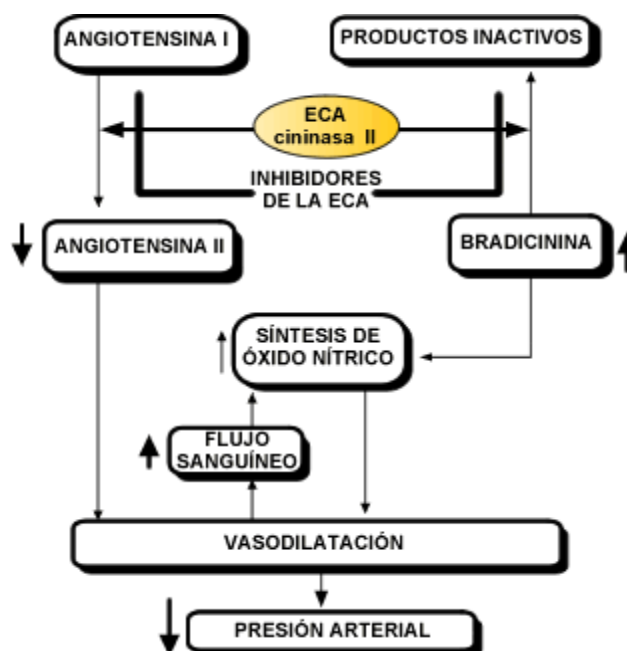 ANGIOTENSINA I
PRODUCTOS INACTIVOS
ECA
cininasa II
INHIBIDORES
DE LA ECA
ANGIOTENSINA II
BRADICININA
SÍNTESIS DE
ÓXIDO NÍTRICO
FLUJO
SANGUÍNEO
VASODILATACIÓN
PRESIÓN ARTERIAL